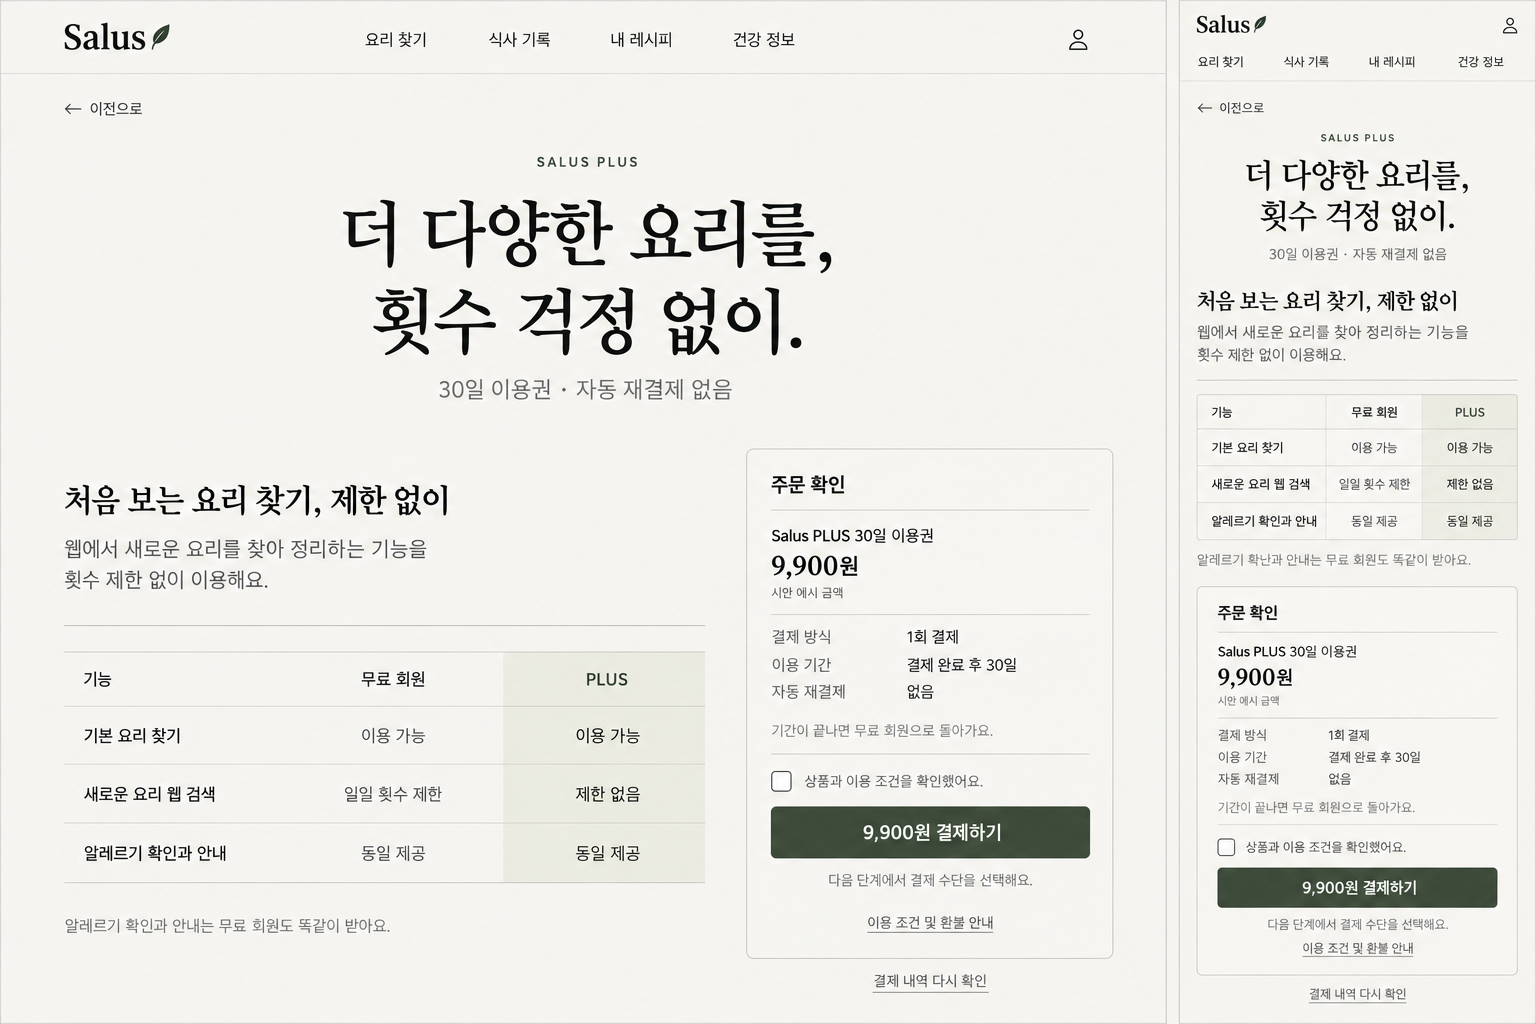 Salus
요리 찾기 식사 기록 내 레시피 건강 정보
← 이전으로
SALUS PLUS
더 다양한 요리를,
횟수 걱정 없이.
30일 이용권 · 자동 재결제 없음
처음 보는 요리 찾기, 제한 없이
웹에서 새로운 요리를 찾아 정리하는 기능을
횟수 제한 없이 이용해요.
기능 무료 회원 PLUS
기본 요리 찾기 이용 가능 이용 가능
새로운 요리 웹 검색 일일 횟수 제한 제한 없음
알레르기 확인과 안내 동일 제공 동일 제공
알레르기 확인과 안내는 무료 회원도 똑같이 받아요.
주문 확인
Salus PLUS 30일 이용권
9,900원
시안 에시 금액
결제 방식 1회 결제
이용 기간 결제 완료 후 30일
자동 재결제 없음
기간이 끝나면 무료 회원으로 돌아가요.
상품과 이용 조건을 확인했어요.
9,900원 결제하기
다음 단계에서 결제 수단을 선택해요.
이용 조건 및 환불 안내
결제 내역 다시 확인
Salus
요리 찾기 식사 기록 내 레시피 건강 정보
← 이전으로
SALUS PLUS
더 다양한 요리를,
횟수 걱정 없이.
30일 이용권 · 자동 재결제 없음
처음 보는 요리 찾기, 제한 없이
웹에서 새로운 요리를 찾아 정리하는 기능을
횟수 제한 없이 이용해요.
기능 무료 회원 PLUS
기본 요리 찾기 이용 가능 이용 가능
새로운 요리 웹 검색 일일 횟수 제한 제한 없음
알레르기 확인과 안내 동일 제공 동일 제공
알레르기 확난과 안내는 무료 회원도 똑같이 받아요.
주문 확인
Salus PLUS 30일 이용권
9,900원
시안 에시 금액
결제 방식 1회 결제
이용 기간 결제 완료 후 30일
자동 재결제 없음
기간이 끝나면 무료 회원으로 돌아가요.
상품과 이용 조건을 확인했어요.
9,900원 결제하기
다음 단계에서 결제 수단을 선택해요.
이용 조건 및 환불 안내
결제 내역 다시 확인